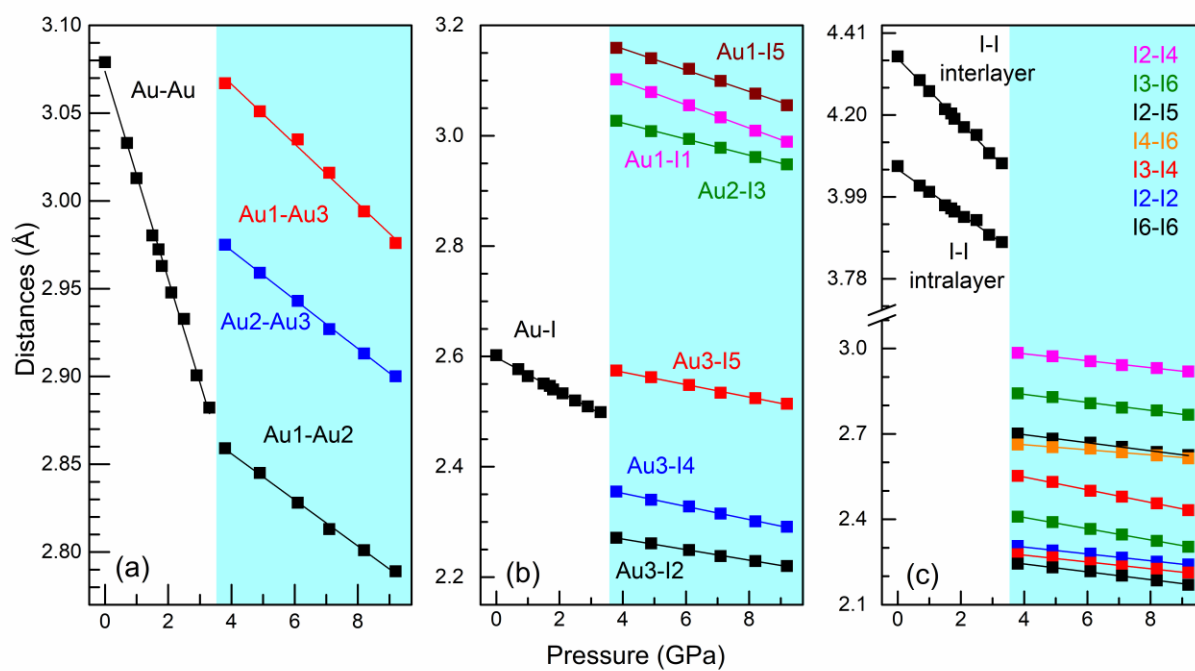 Distances (Å)
3.10
3.05
3.00
2.95
2.90
2.85
2.80
Au-Au
Au1-Au3
Au2-Au3
Au1-Au2
(a)
0 2 4 6 8
3.2
3.0
2.8
2.6
2.4
2.2
Au1-I5
Au1-I1
Au2-I3
Au-I
Au3-I5
Au3-I4
Au3-I2
(b)
0 2 4 6 8
4.41
4.20
3.99
3.78
3.0
2.7
2.4
2.1
I-I
interlayer
I-I
intralayer
I2-I4
I3-I6
I2-I5
I4-I6
I3-I4
I2-I2
I6-I6
(c)
0 2 4 6 8
Pressure (GPa)